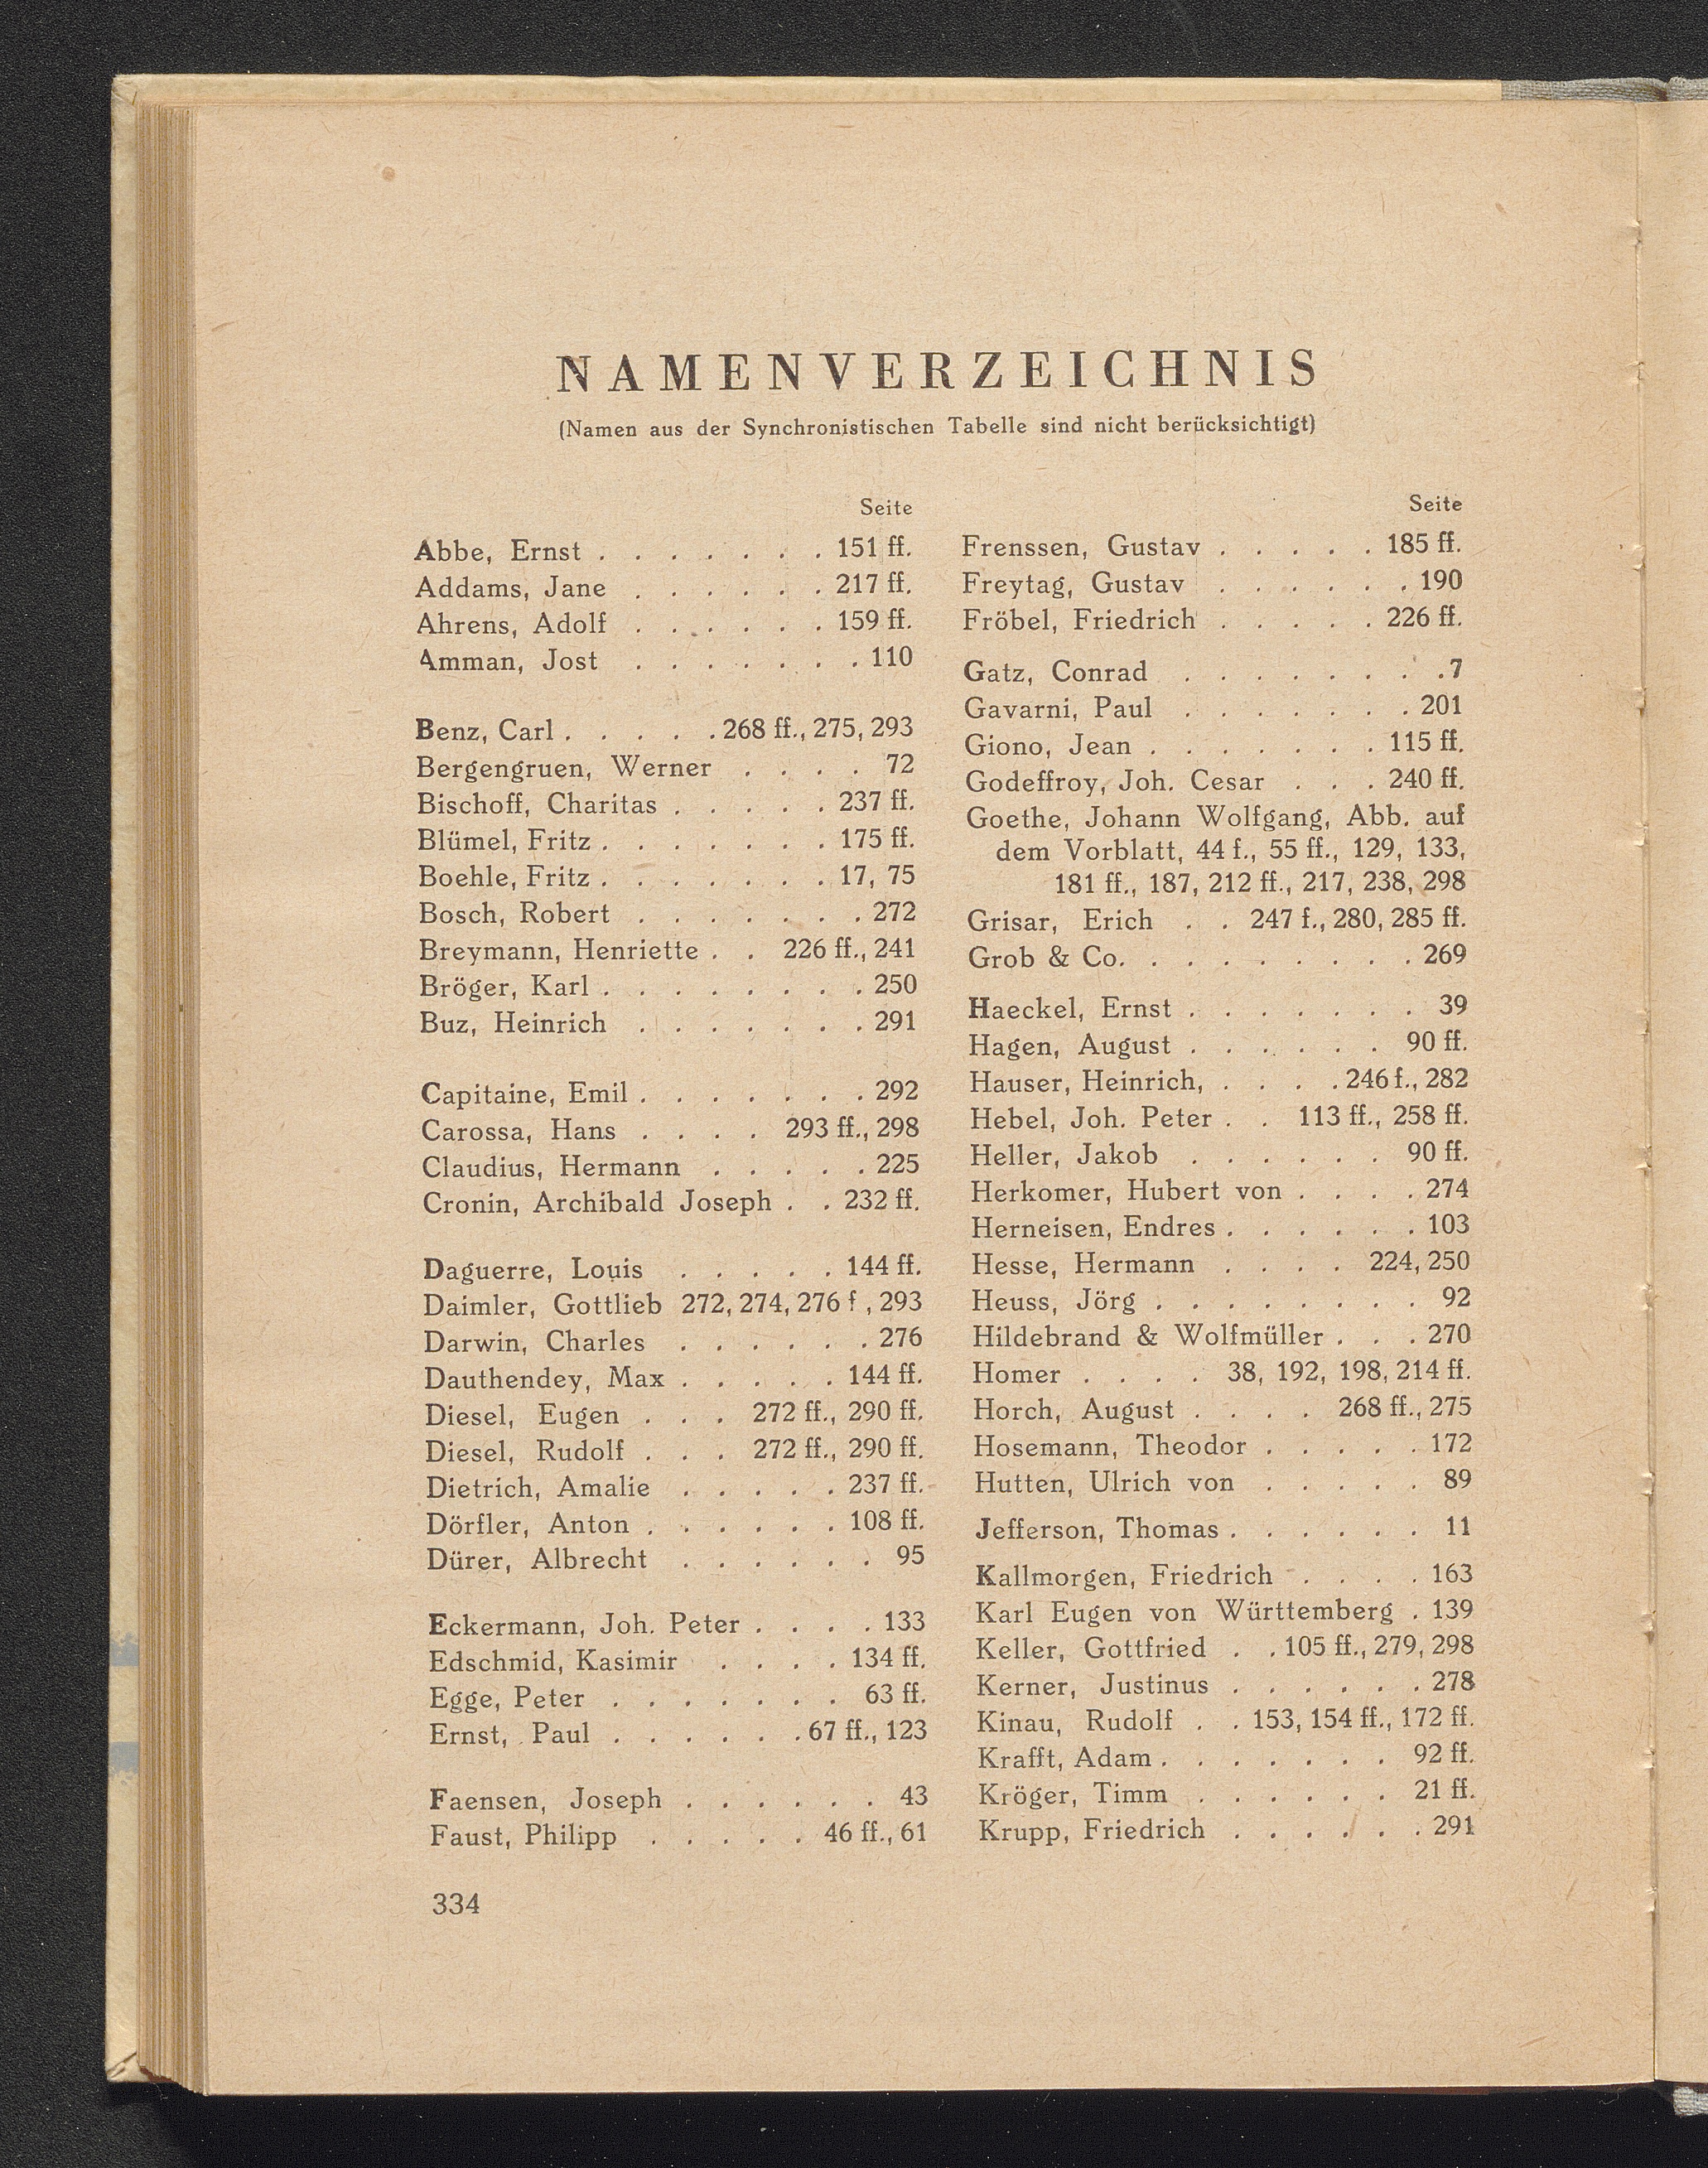 NAMENVERZEICHNIS
(Namen aus der Synchronistischen Tabelle sind nicht berücksichtigt)
Seite
Abbe, Ernst . . . . . . . 151 ff.
Addams, Jane . . . . . . 217 ff.
Ahrens, Adolf . . . . . . 159 ff.
Amman, Jost . . . . . . . 110
Benz, Carl . . . . . 268 ff., 275, 293
Bergengruen, Werner . . . . 72
Bischoff, Charitas . . . . . 237 ff.
Blümel, Fritz . . . . . . . 175 ff.
Boehle, Fritz . . . . . . . 17, 75
Bosch, Robert . . . . . . . 272
Breymann, Henriette . . 226 ff., 241
Bröger, Karl . . . . . . . . 250
Buz, Heinrich . . . . . . . 291
Capitaine, Emil . . . . . . . 292
Carossa, Hans . . . . 293 ff., 298
Claudius, Hermann . . . . . 225
Cronin, Archibald Joseph . . 232 ff.
Daguerre, Louis . . . . . 144 ff.
Daimler, Gottlieb 272, 274, 276 f , 293
Darwin, Charles . . . . . . 276
Dauthendey, Max . . . . . 144 ff.
Diesel, Eugen . . . 272 ff., 290 ff.
Diesel, Rudolf . . . 272 ff., 290 ff.
Dietrich, Amalie . . . . . 237 ff.
Dörfler, Anton . . . . . . 108 ff.
Dürer, Albrecht . . . . . . 95
Eckermann, Joh. Peter . . . . 133
Edschmid, Kasimir . . . . 134 ff.
Egge, Peter . . . . . . . 63 ff.
Ernst, Paul . . . . . . 67 ff., 123
Faensen, Joseph . . . . . . 43
Faust, Philipp . . . . . 46 ff., 61
Seite
Frenssen, Gustav . . . . . 185 ff.
Freytag, Gustav . . . . . . 190
Fröbel, Friedrich . . . . . 226 ff.
Gatz, Conrad . . . . . . . . 7
Gavarni, Paul . . . . . . . 201
Giono, Jean . . . . . . . 115 ff.
Godeffroy, Joh. Cesar . . . 240 ff.
Goethe, Johann Wolfgang, Abb. auf
dem Vorblatt, 44 f., 55 ff., 129, 133,
181 ff., 187, 212 ff., 217, 238, 298
Grisar, Erich . . 247 f., 280, 285 ff.
Grob & Co. . . . . . . . . 269
Haeckel, Ernst . . . . . . . 39
Hagen, August . . . . . . 90 ff.
Hauser, Heinrich, . . . . 246 f., 282
Hebel, Joh. Peter . . 113 ff., 258 ff.
Heller, Jakob . . . . . . 90 ff.
Herkomer, Hubert von . . . . 274
Herneisen, Endres . . . . . . 103
Hesse, Hermann . . . . 224, 250
Heuss, Jörg . . . . . . . . 92
Hildebrand & Wolfmüller . . . 270
Homer . . . . 38, 192, 198, 214 ff.
Horch, August . . . . 268 ff., 275
Hosemann, Theodor . . . . . 172
Hutten, Ulrich von . . . . . 89
Jefferson, Thomas . . . . . . 11
Kallmorgen, Friedrich . . . . 163
Karl Eugen von Württemberg . 139
Keller, Gottfried . . 105 ff., 279, 298
Kerner, Justinus . . . . . . 278
Kinau, Rudolf . . 153, 154 ff., 172 ff.
Krafft, Adam . . . . . . . 92 ff.
Kröger, Timm . . . . . . 21 ff.
Krupp, Friedrich . . . . . . 291
334